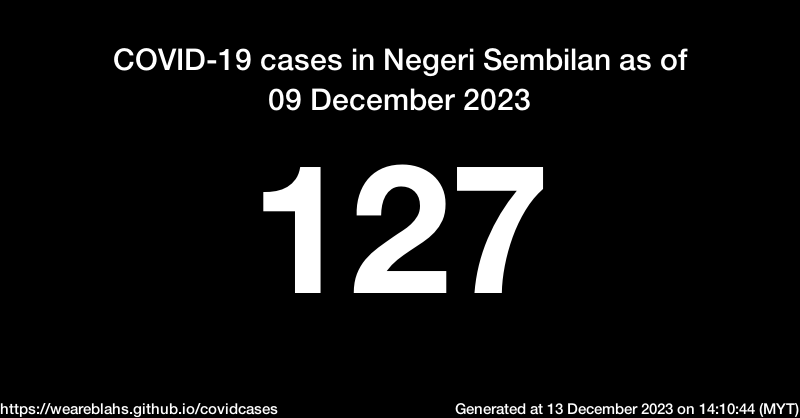 COVID-19 cases in Negeri Sembilan as of
09 December 2023
127
https://weareblahs.github.io/covidcases
Generated at 13 December 2023 on 14:10:44 (MYT)